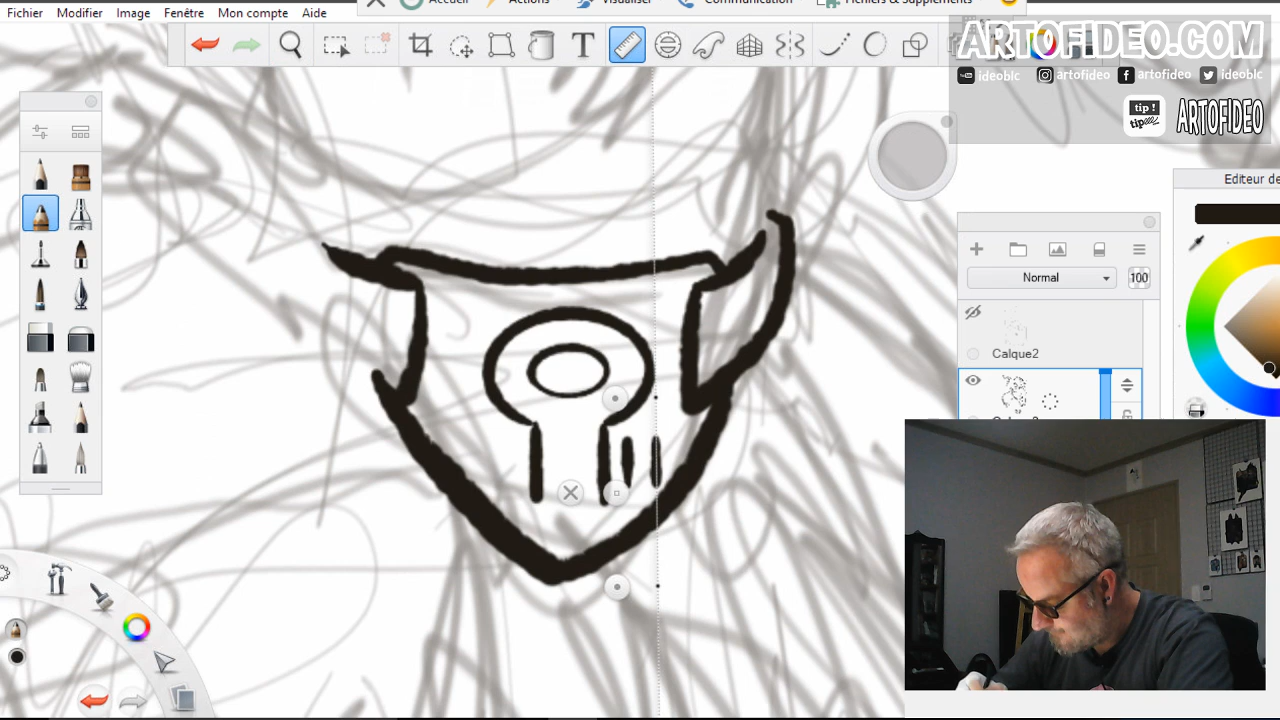 Accueil Actions Visualiser Communication Fichiers & Suppléments
Fichier Modifier Image Fenêtre Mon compte Aide
ARTOFIDEO.COM
ideoblc artofideo artofideo ideoblc
tip !
tip
ARTOFIDEO
T
Editeur de
Normal 100
Calque2